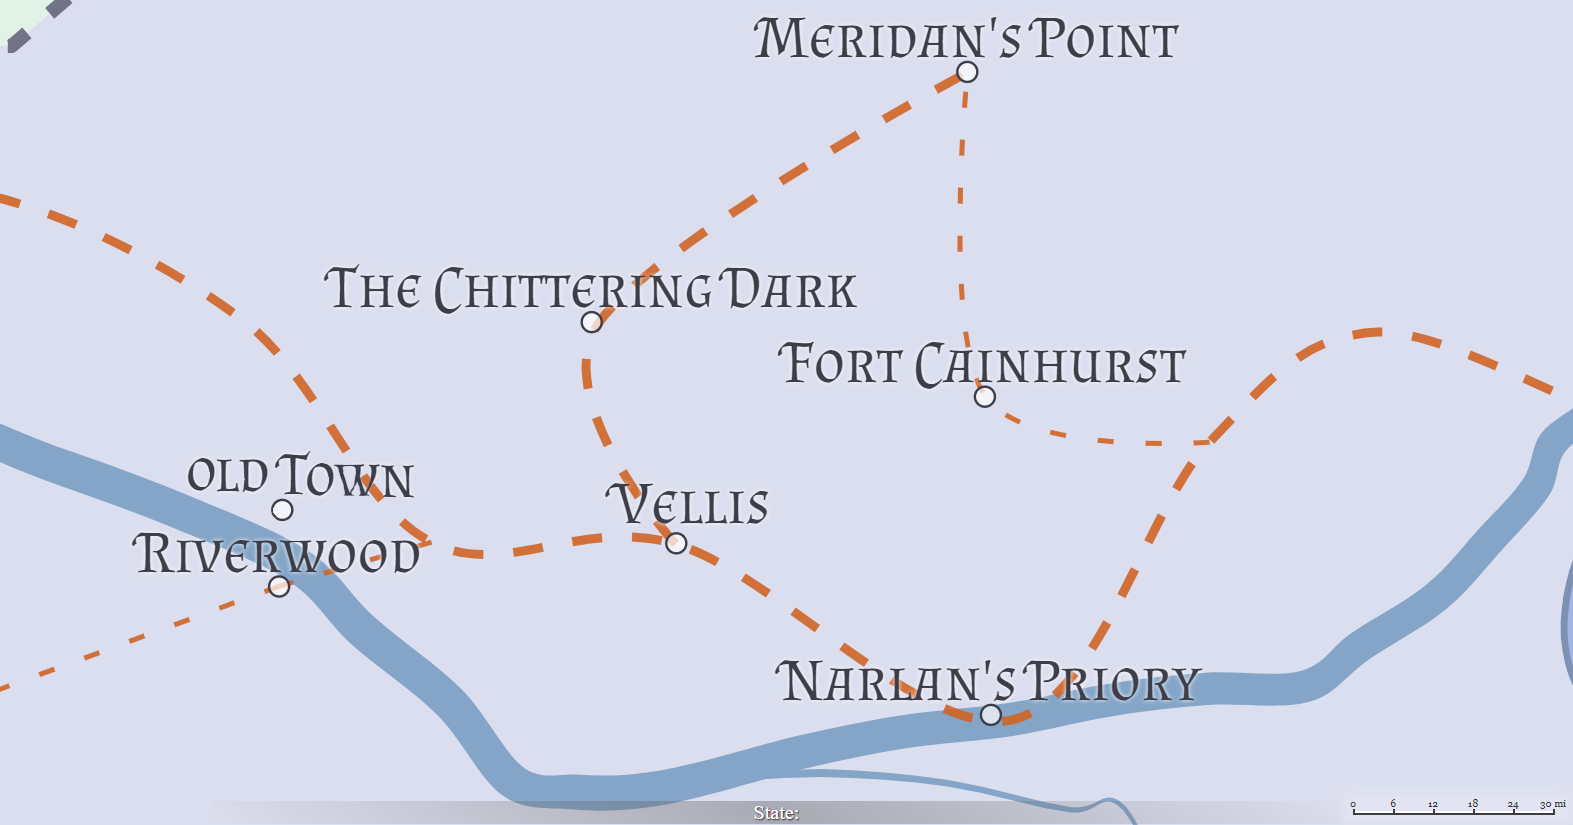 Meridan's Point
The Chittering Dark
Fort Cainhurst
old Town
Vellis
Riverwood
Narlan's Priory
State:
0 6 12 18 24 30 mi